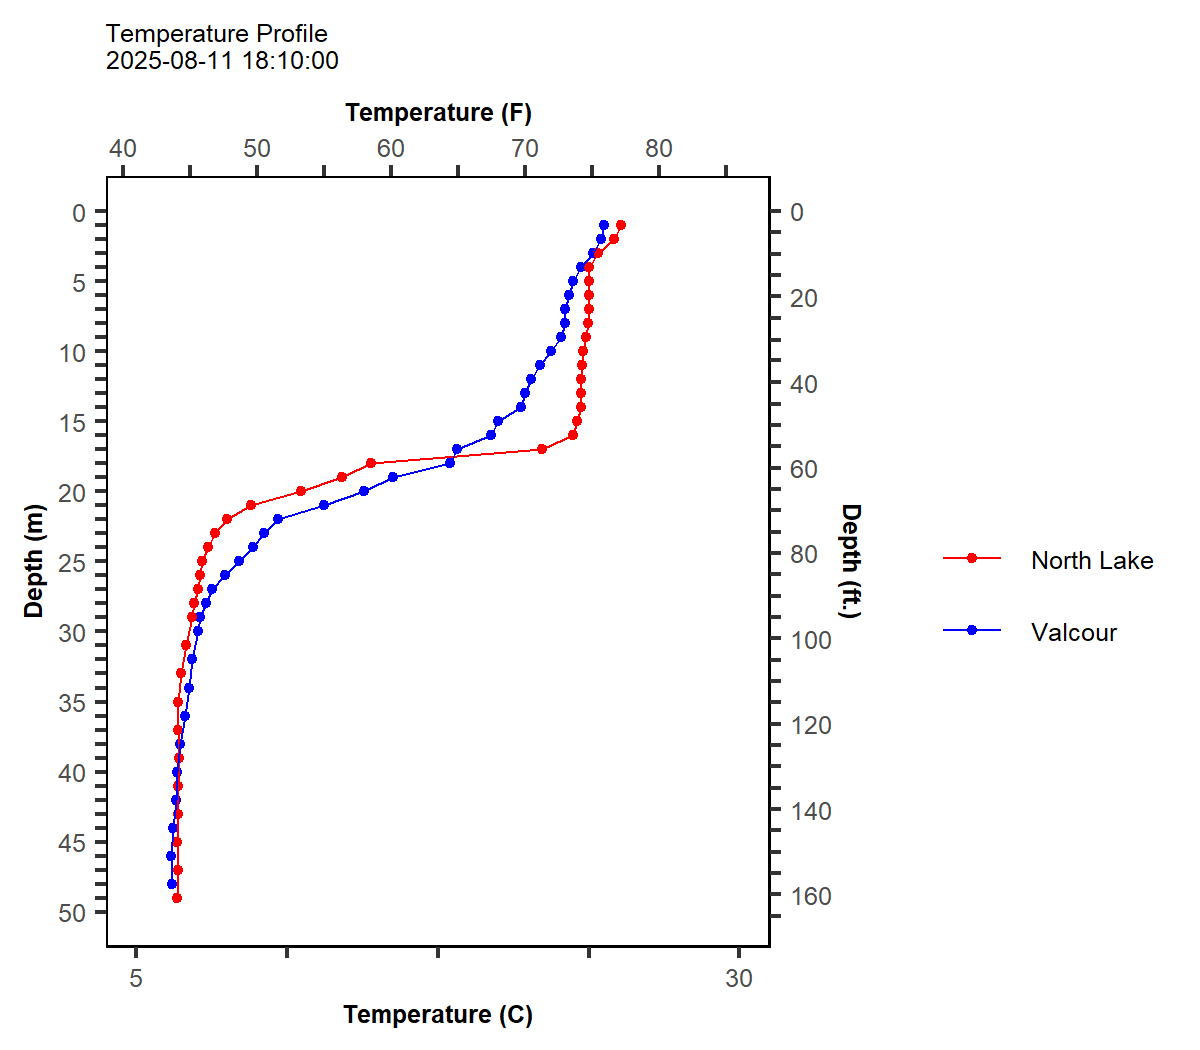 Temperature Profile
2025-08-11 18:10:00
Temperature (F)
40 50 60 70 80
0
5
10
15
20
25
30
35
40
45
50
Depth (m)
0
20
40
60
80
100
120
140
160
Depth (ft.)
North Lake
Valcour
5 30
Temperature (C)